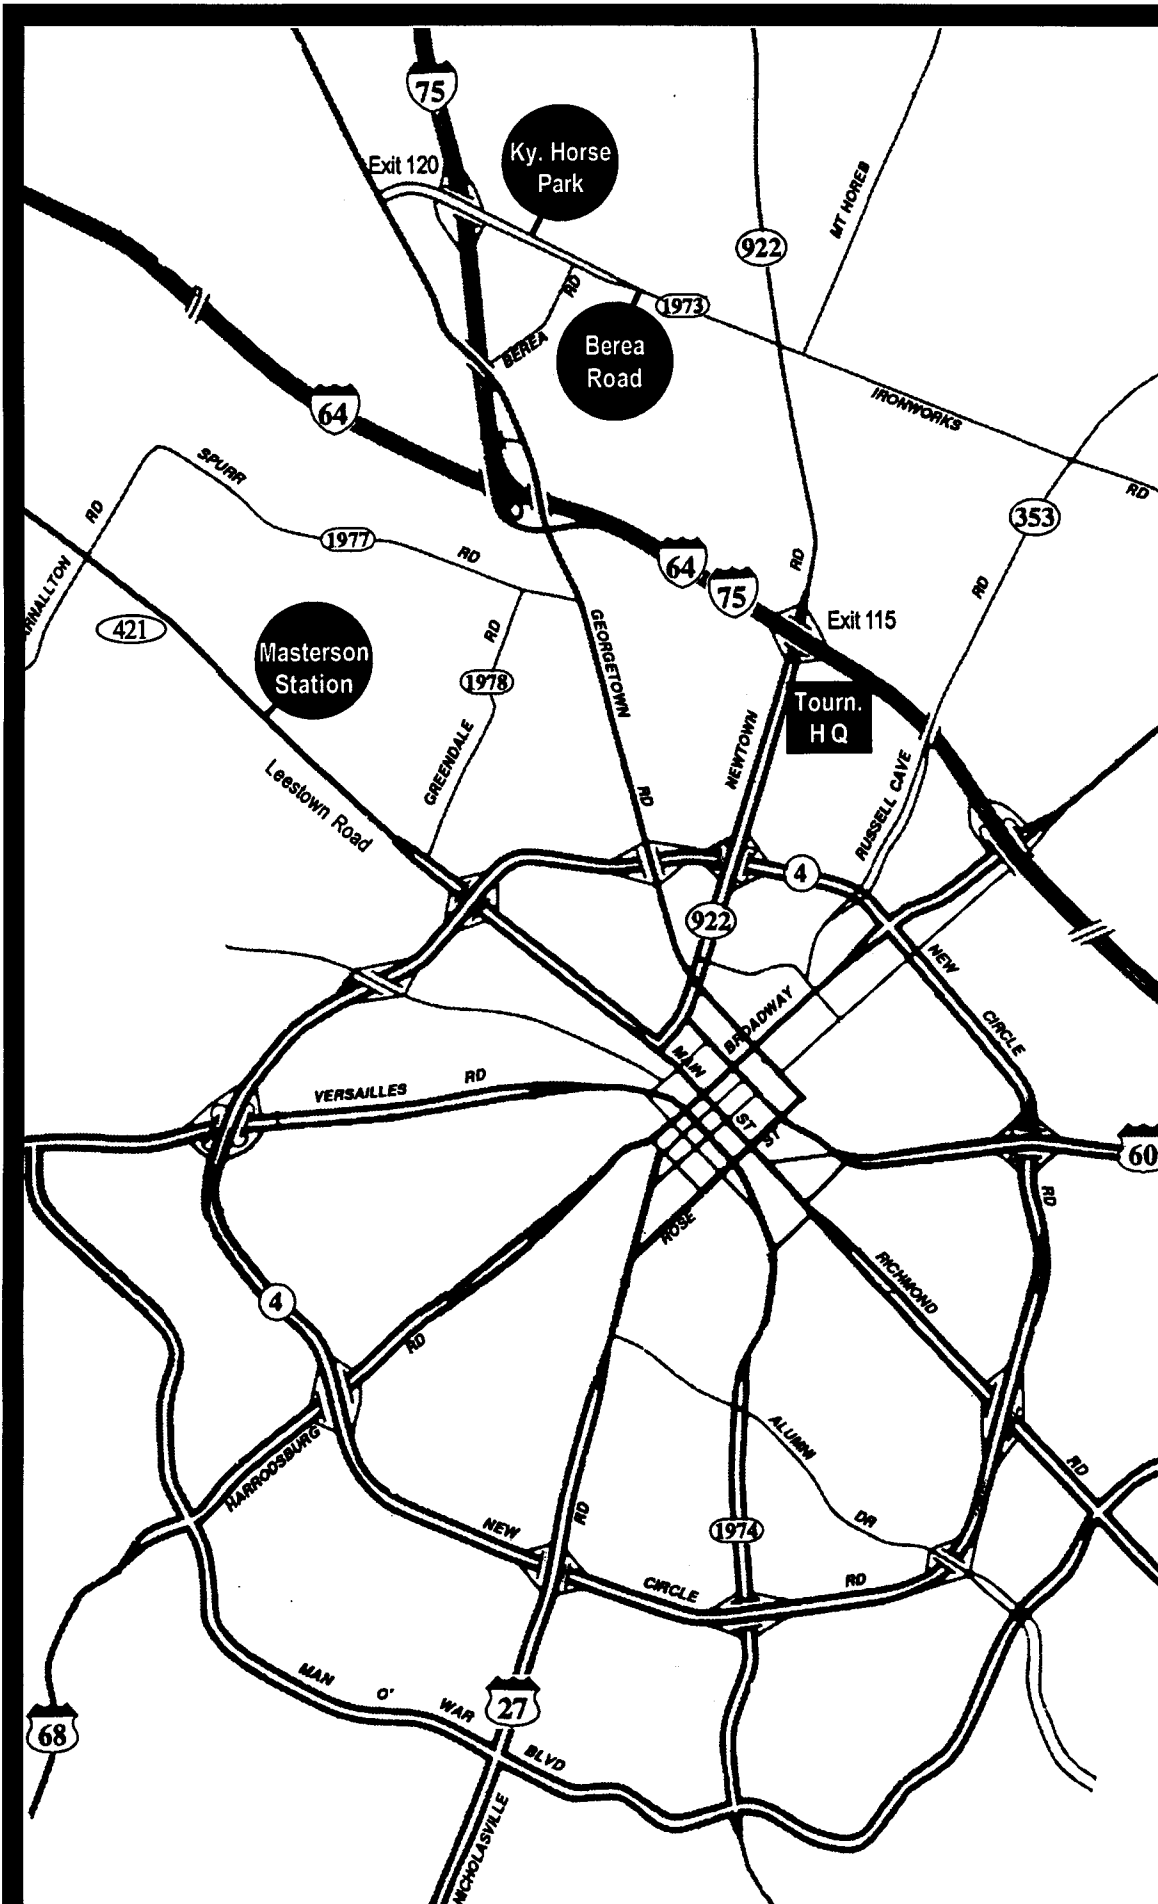 75
Exit 120
Ky. Horse
Park
MT HOREB
922
RD
1973
BEREA
Berea
Road
64
IRONWORKS
RD
SPURR
RD
1977
RD
353
64
75
RD
RD
Exit 115
421
Masterson
Station
RD
1978
GEORGETOWN
Tourn.
HQ
NEWTOWN
GREENDALE
Leestown Road
RD
RUSSELL CAVE
4
922
NEW
BROADWAY
CIRCLE
MAIN
VERSAILLES
RD
ST
ST
60
RD
ROSE
RICHMOND
4
RD
HARRODSBURG
ALUMNI
RD
RD
NEW
1974
DR
CIRCLE
RD
MAN
O'
WAR
27
68
BLVD
NICHOLASVILLE